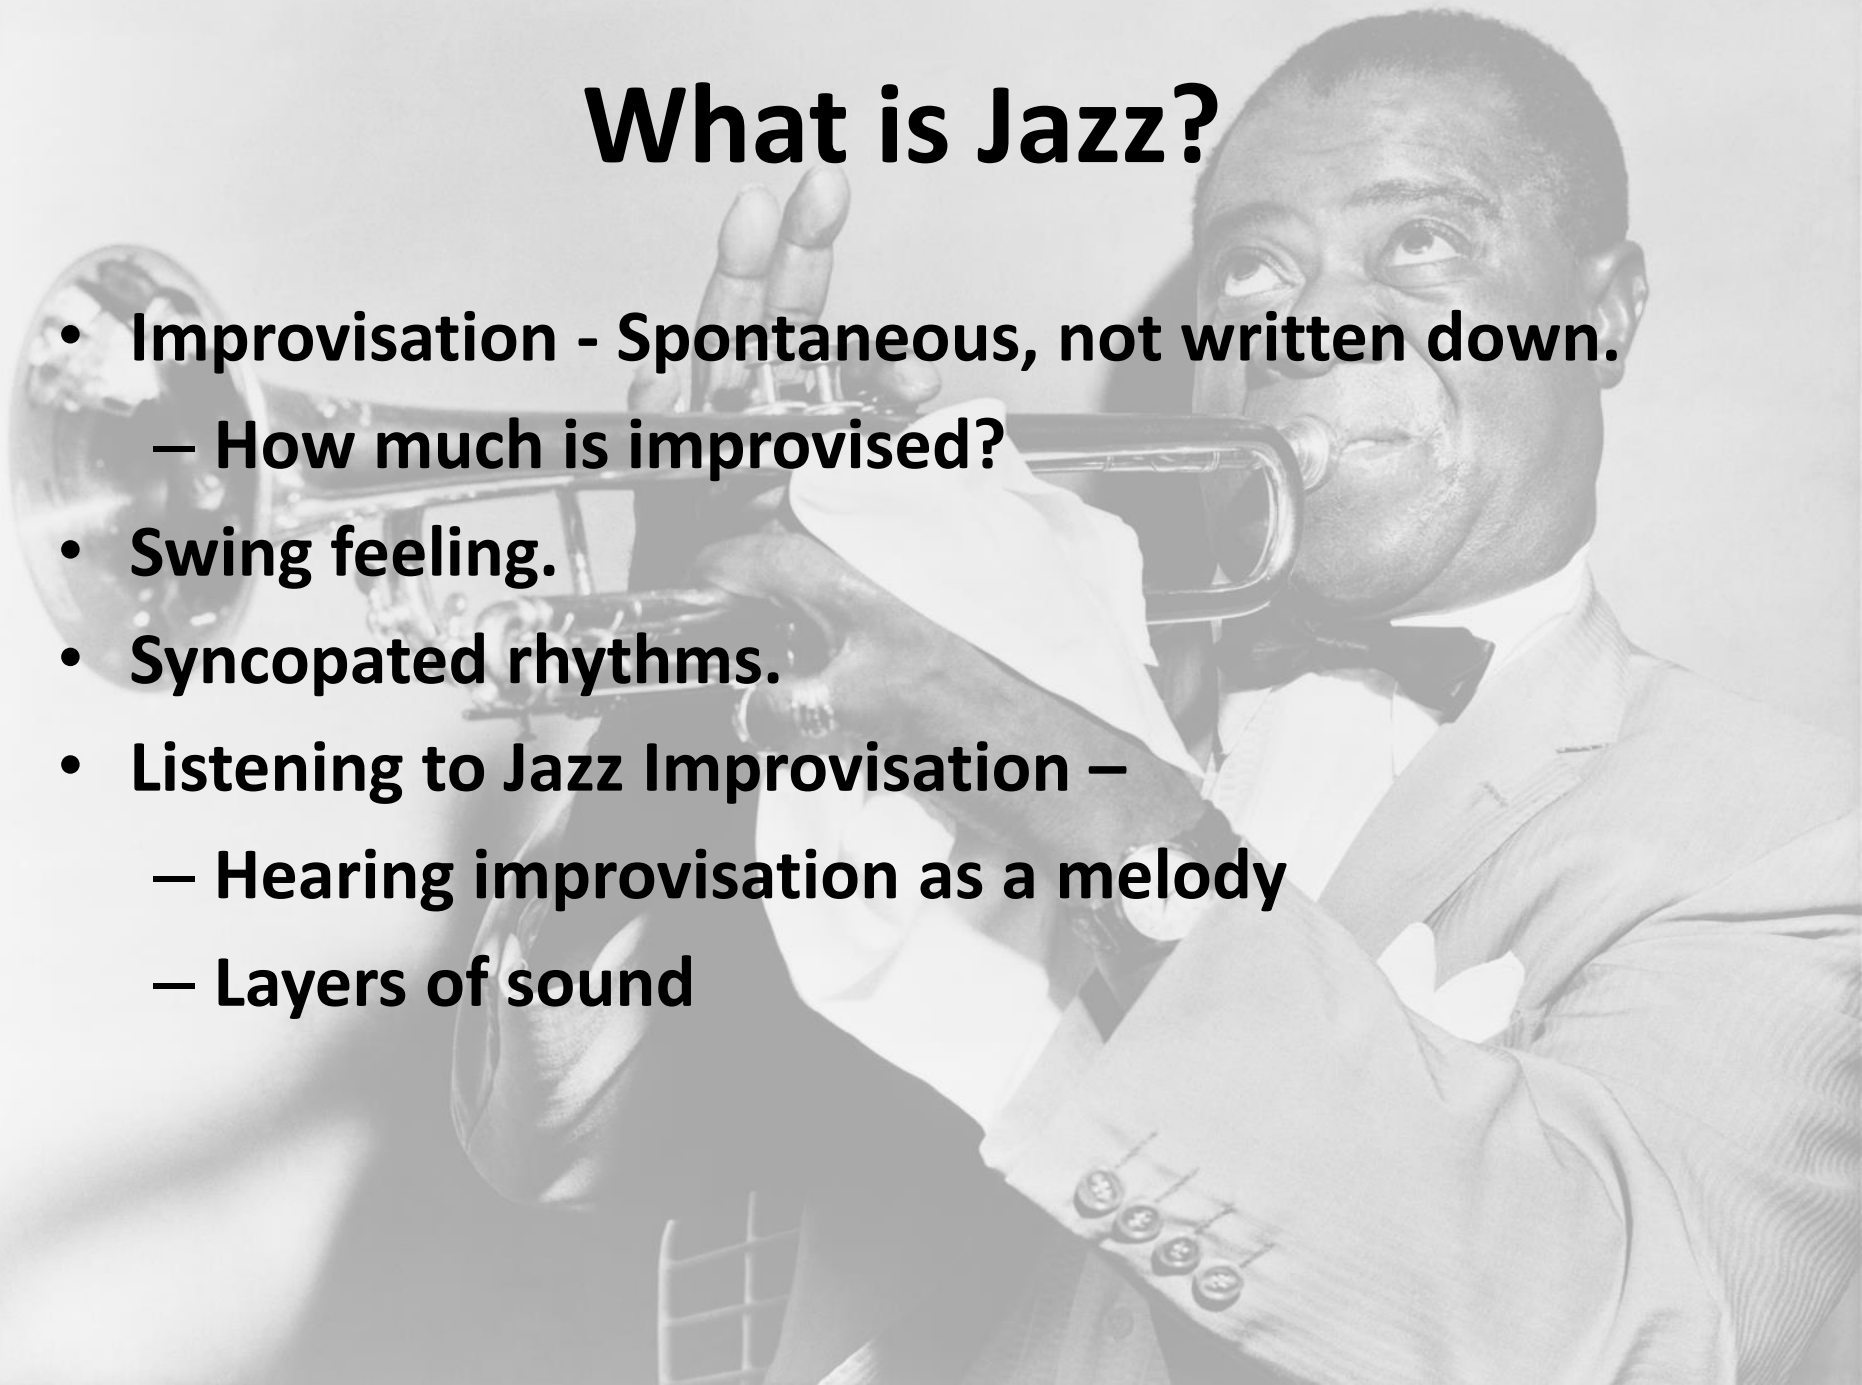 What is Jazz?
• Improvisation - Spontaneous, not written down.
– How much is improvised?
• Swing feeling.
• Syncopated rhythms.
• Listening to Jazz Improvisation –
– Hearing improvisation as a melody
– Layers of sound